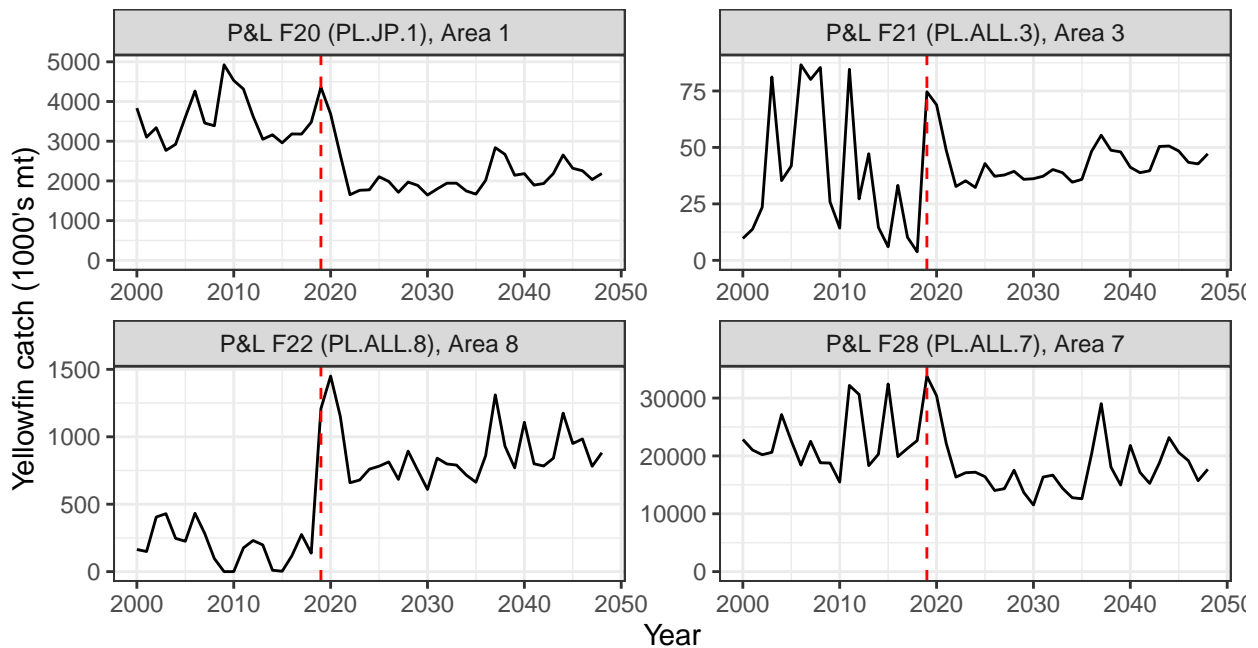 P&L F20 (PL.JP.1), Area 1
P&L F21 (PL.ALL.3), Area 3
Yellowfin catch (1000's mt)
5000
4000
3000
2000
1000
0
2000 2010 2020 2030 2040 2050
75
50
25
0
2000 2010 2020 2030 2040 2050
P&L F22 (PL.ALL.8), Area 8
P&L F28 (PL.ALL.7), Area 7
1500
1000
500
0
2000 2010 2020 2030 2040 2050
30000
20000
10000
0
2000 2010 2020 2030 2040 2050
Year